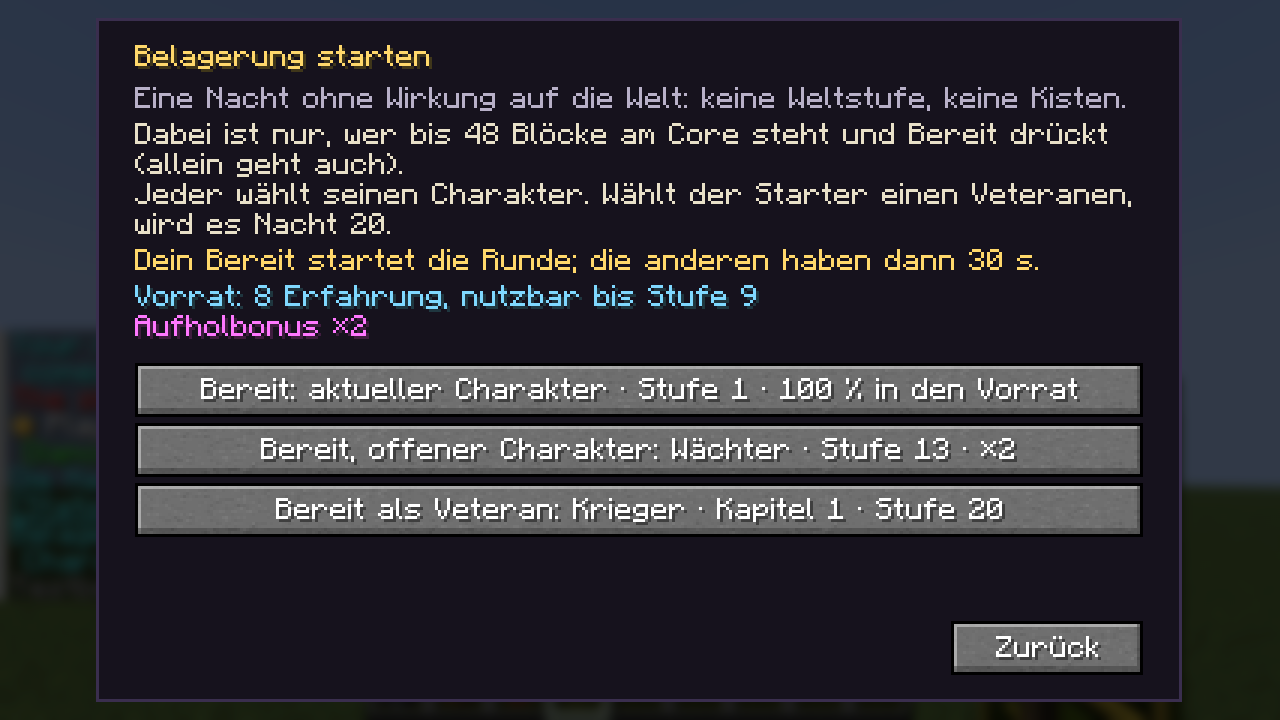 Belagerung starten
Eine Nacht ohne Wirkung auf die Welt: keine Weltstufe, keine Kisten.
Dabei ist nur, wer bis 48 Blöcke am Core steht und Bereit drückt
(allein geht auch).
Jeder wählt seinen Charakter. Wählt der Starter einen Veteranen,
wird es Nacht 20.
Dein Bereit startet die Runde; die anderen haben dann 30 s.
Vorrat: 8 Erfahrung, nutzbar bis Stufe 9
Aufholbonus ×2
Bereit: aktueller Charakter · Stufe 1 · 100 % in den Vorrat
Bereit, offener Charakter: Wächter · Stufe 13 · ×2
Bereit als Veteran: Krieger · Kapitel 1 · Stufe 20
Zurück